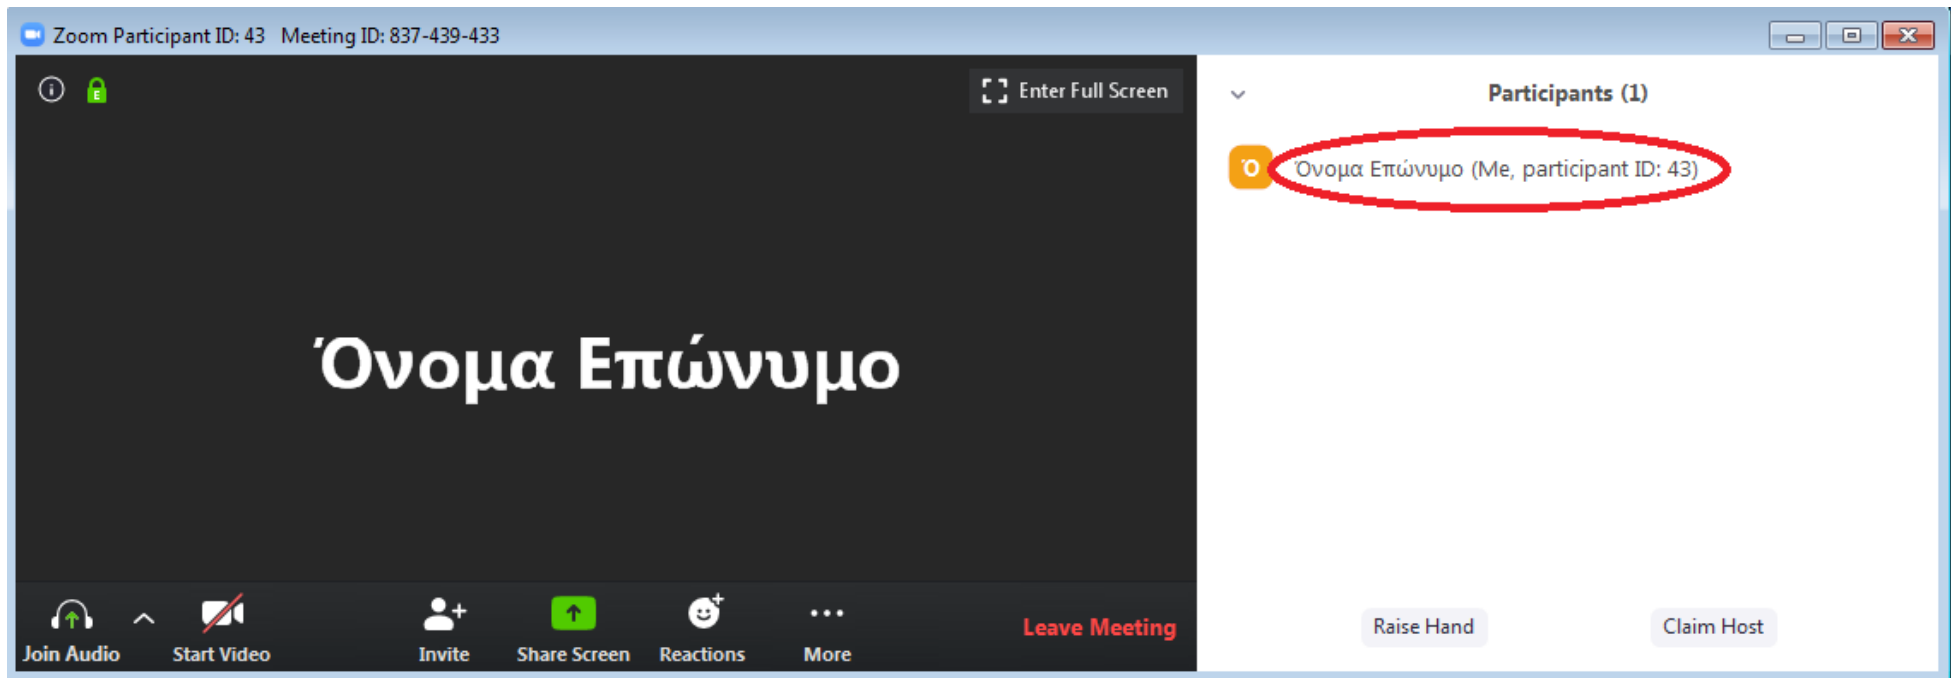 Zoom Participant ID: 43 Meeting ID: 837-439-433
Enter Full Screen
Όνομα Επώνυμο
Join Audio
Start Video
Invite
Share Screen
Reactions
More
Leave Meeting
Participants (1)
Ό
Όνομα Επώνυμο (Me, participant ID: 43)
Raise Hand
Claim Host